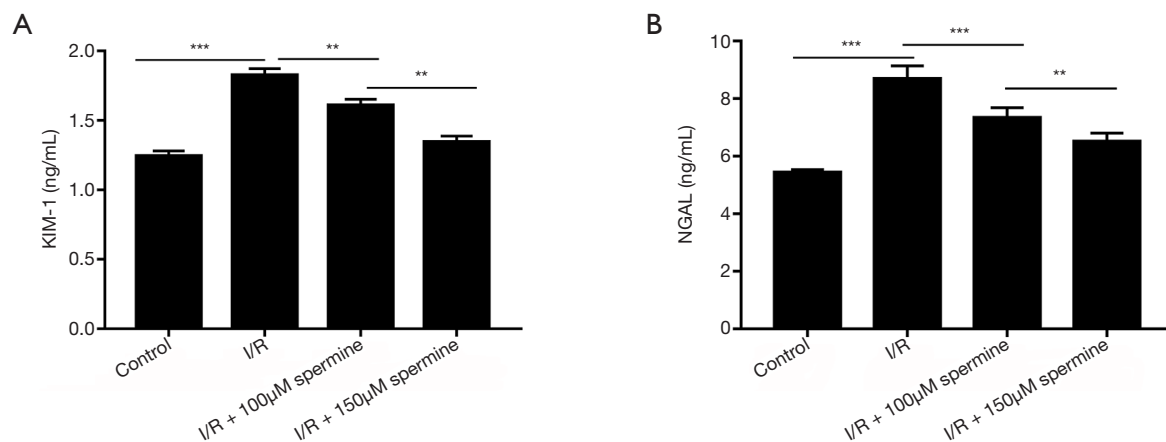 A
KIM-1 (ng/mL)
2.0
1.5
1.0
0.5
0.0
***
**
**
Control
I/R
I/R + 100μM spermine
I/R + 150μM spermine
B
NGAL (ng/mL)
10
8
6
4
2
0
***
***
**
Control
I/R
I/R + 100μM spermine
I/R + 150μM spermine